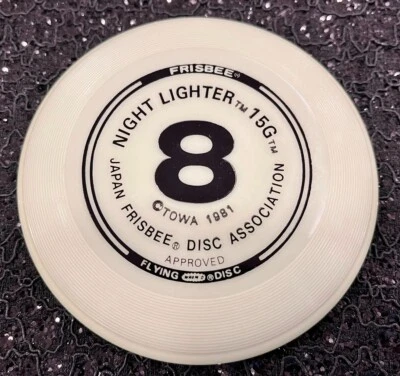 FRISBEE®
NIGHT LIGHTER™ 15G™
8
©TOWA 1981
JAPAN FRISBEE® DISC ASSOCIATION
APPROVED
FLYING ® DISC